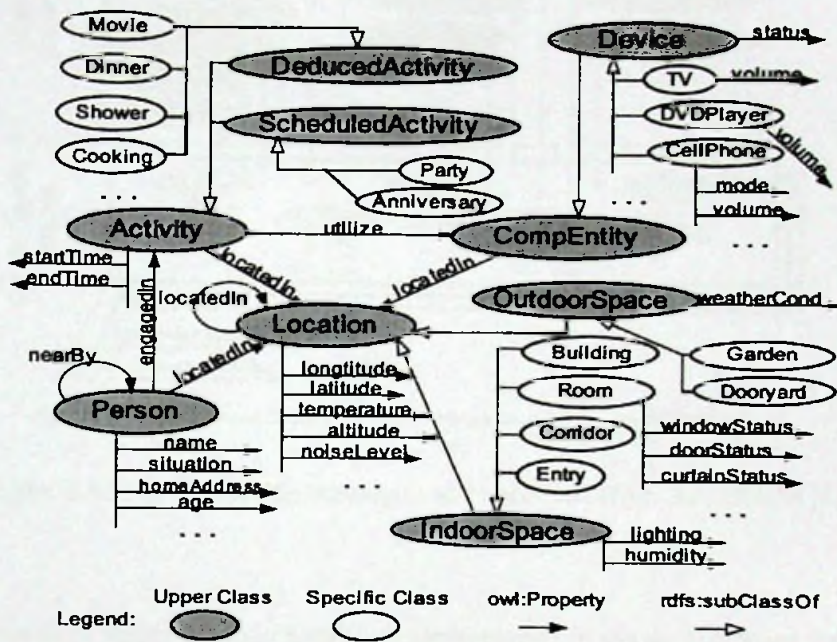 Movie
Dinner
Shower
Cooking
. . .
DeducedActivity
ScheduledActivity
Party
Anniversary
Device
status
TV
volume
DVDPlayer
volume
CellPhone
mode
volume
. . .
Activity
utilize
CompEntity
startTime
endTime
locatedIn
locatedIn
engagedIn
locatedIn
Location
OutdoorSpace
weatherCond
nearBy
locatedIn
Person
longtitude
latitude
temperature
altitude
noiseLevel
. . .
Building
Room
Corridor
Entry
Garden
Dooryard
windowStatus
doorStatus
curtainStatus
. . .
name
situation
homeAddress
age
. . .
IndoorSpace
lighting
humidity
Legend:
Upper Class
Specific Class
owl:Property
rdfs:subClassOf